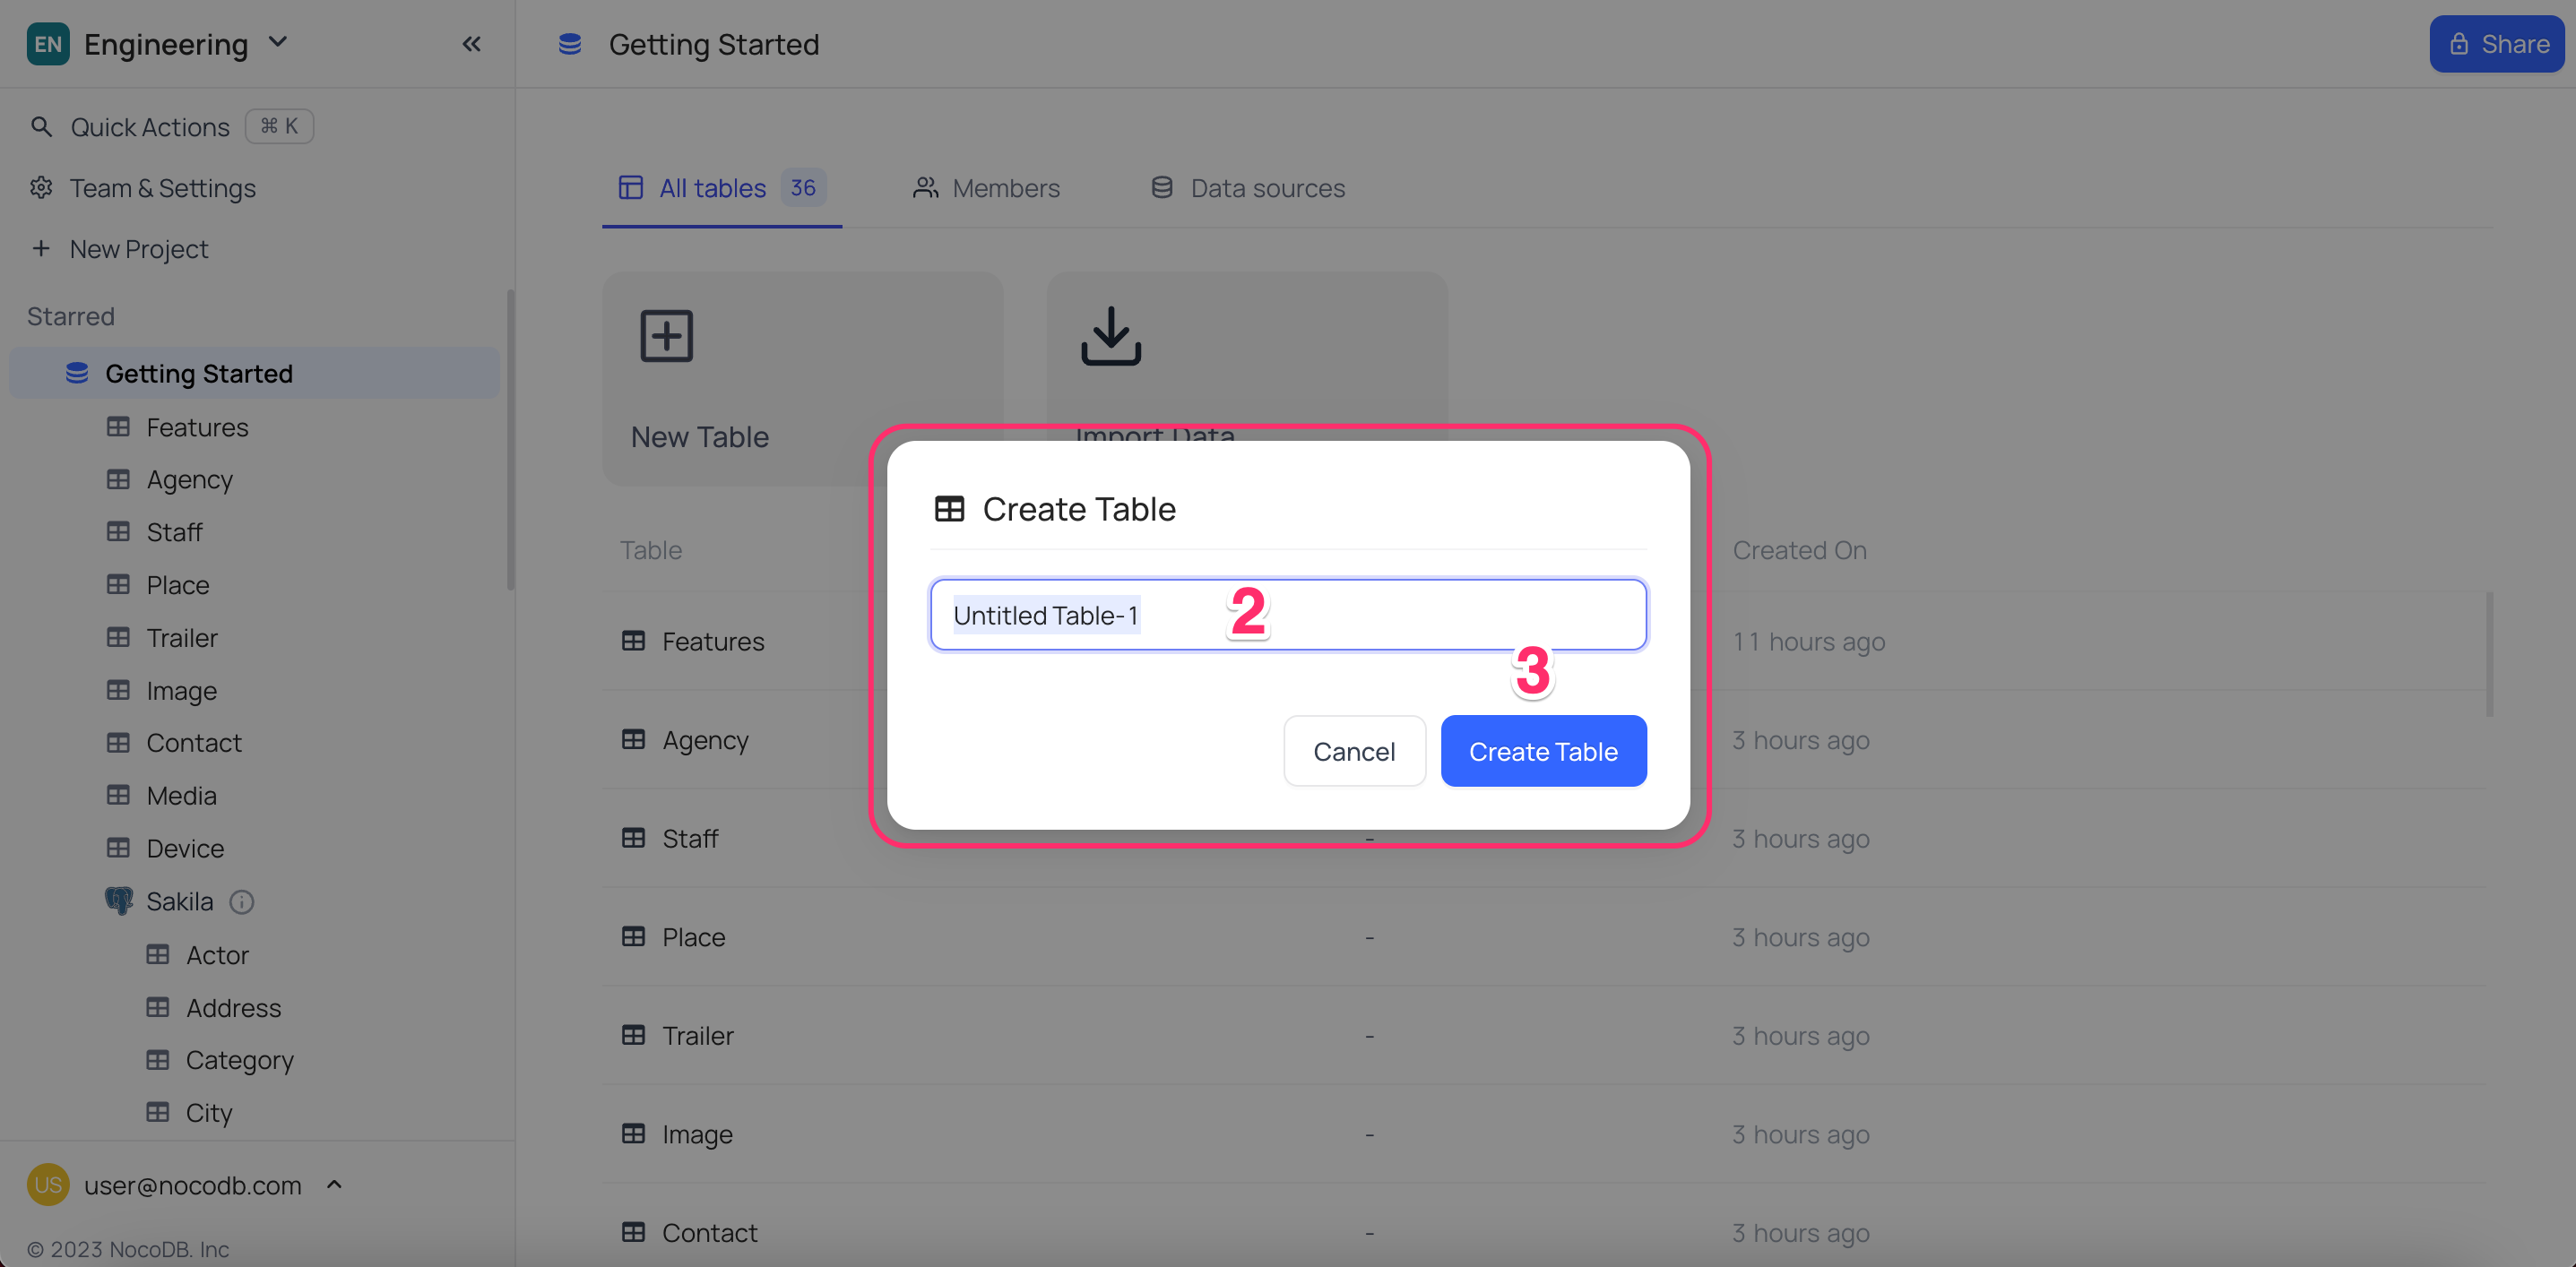 EN Engineering
Quick Actions ⌘ K
Team & Settings
New Project
Starred
Getting Started
Features
Agency
Staff
Place
Trailer
Image
Contact
Media
Device
Sakila
Actor
Address
Category
City
US user@nocodb.com
© 2023 NocoDB. Inc
Getting Started
Share
All tables 36 Members Data sources
New Table Import Data
Table Created On
Features 11 hours ago
Agency 3 hours ago
Staff - 3 hours ago
Place - 3 hours ago
Trailer - 3 hours ago
Image - 3 hours ago
Contact - 3 hours ago
Create Table
Untitled Table-1 2
3
Cancel Create Table